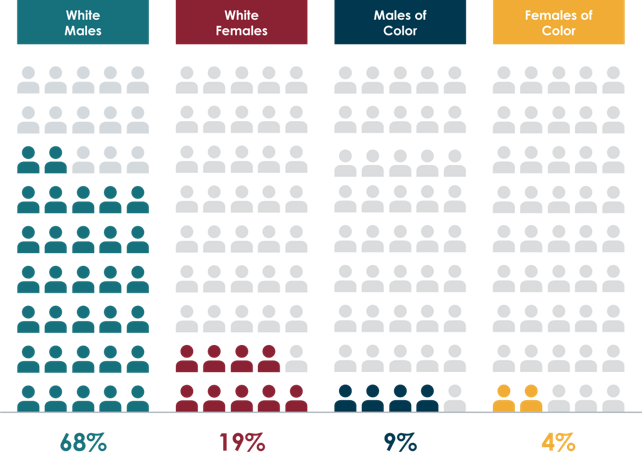 White
Males
White
Females
Males of
Color
Females of
Color
68%
19%
9%
4%